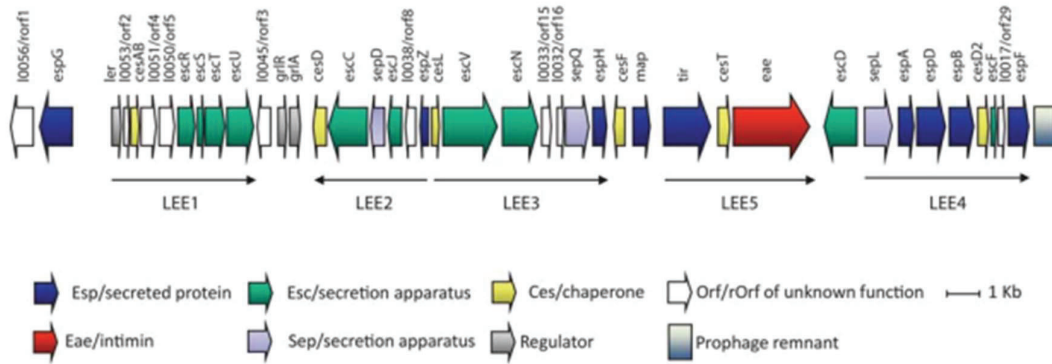 l0056/rorf1
espG
ler
l0053/orf2
cesAB
l0051/orf4
l0050/orf5
escR
escS
escT
escU
l0045/rorf3
grlR
grlA
cesD
escC
sepD
escJ
l0038/rorf8
espZ
cesL
escV
escN
l0033/orf15
l0032/orf16
sepQ
espH
cesF
map
tir
cesT
eae
escD
sepL
espA
espD
espB
cesD2
escF
l0017/orf29
espF
LEE1 LEE2 LEE3 LEE5 LEE4
Esp/secreted protein Esc/secretion apparatus Ces/chaperone Orf/rOrf of unknown function 1 Kb
Eae/intimin Sep/secretion apparatus Regulator Prophage remnant